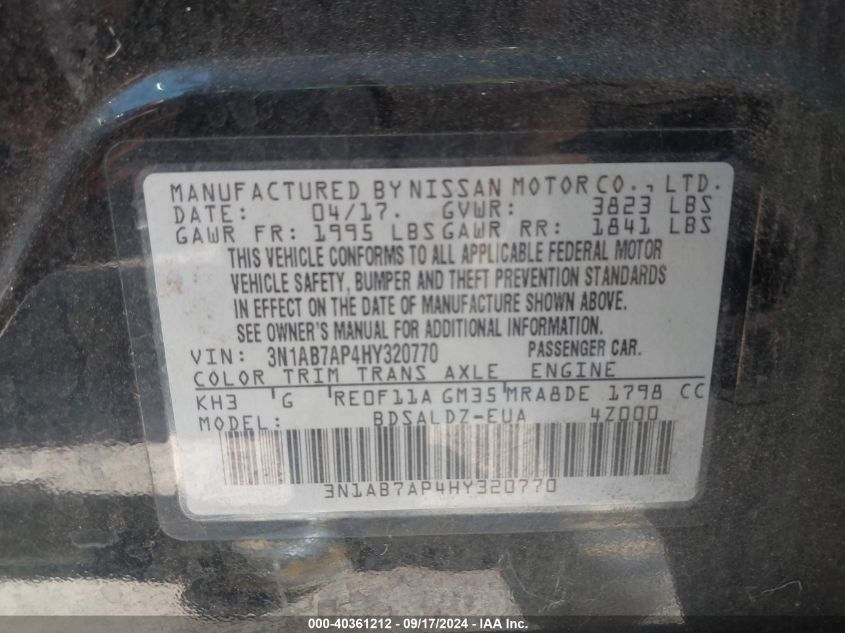 MANUFACTURED BY NISSAN MOTOR CO., LTD.
DATE: 04/17. GVWR: 3823 LBS
GAWR FR: 1995 LBS GAWR RR: 1841 LBS
THIS VEHICLE CONFORMS TO ALL APPLICABLE FEDERAL MOTOR
VEHICLE SAFETY, BUMPER AND THEFT PREVENTION STANDARDS
IN EFFECT ON THE DATE OF MANUFACTURE SHOWN ABOVE.
SEE OWNER'S MANUAL FOR ADDITIONAL INFORMATION.
VIN: 3N1AB7AP4HY320770 PASSENGER CAR.
COLOR TRIM TRANS AXLE ENGINE
KH3 G RE0F11A GM35 MRA8DE 1798 CC
MODEL: BDSALDZ-EUA 4Z000
3N1AB7AP4HY320770
000-40361212 - 09/17/2024 - IAA Inc.